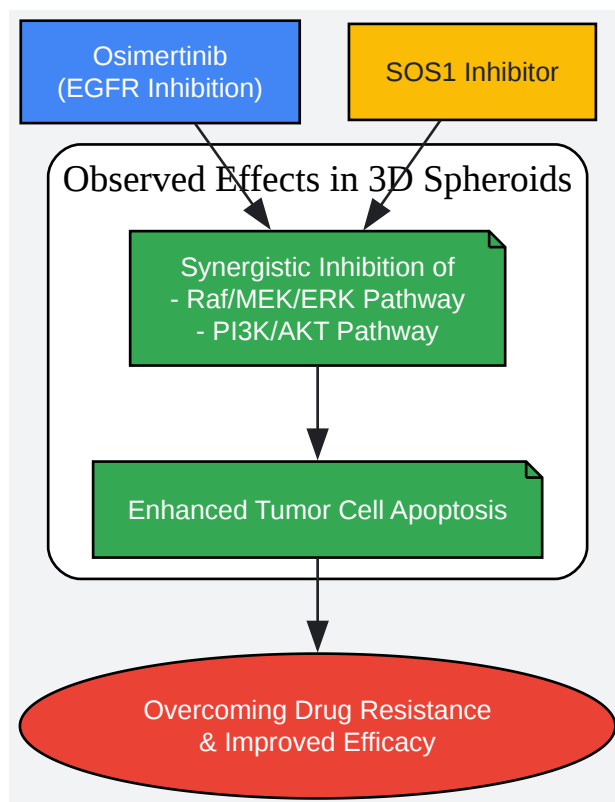 Osimertinib
(EGFR Inhibition)
SOS1 Inhibitor
Observed Effects in 3D Spheroids
Synergistic Inhibition of
- Raf/MEK/ERK Pathway
- PI3K/AKT Pathway
Enhanced Tumor Cell Apoptosis
Overcoming Drug Resistance
& Improved Efficacy